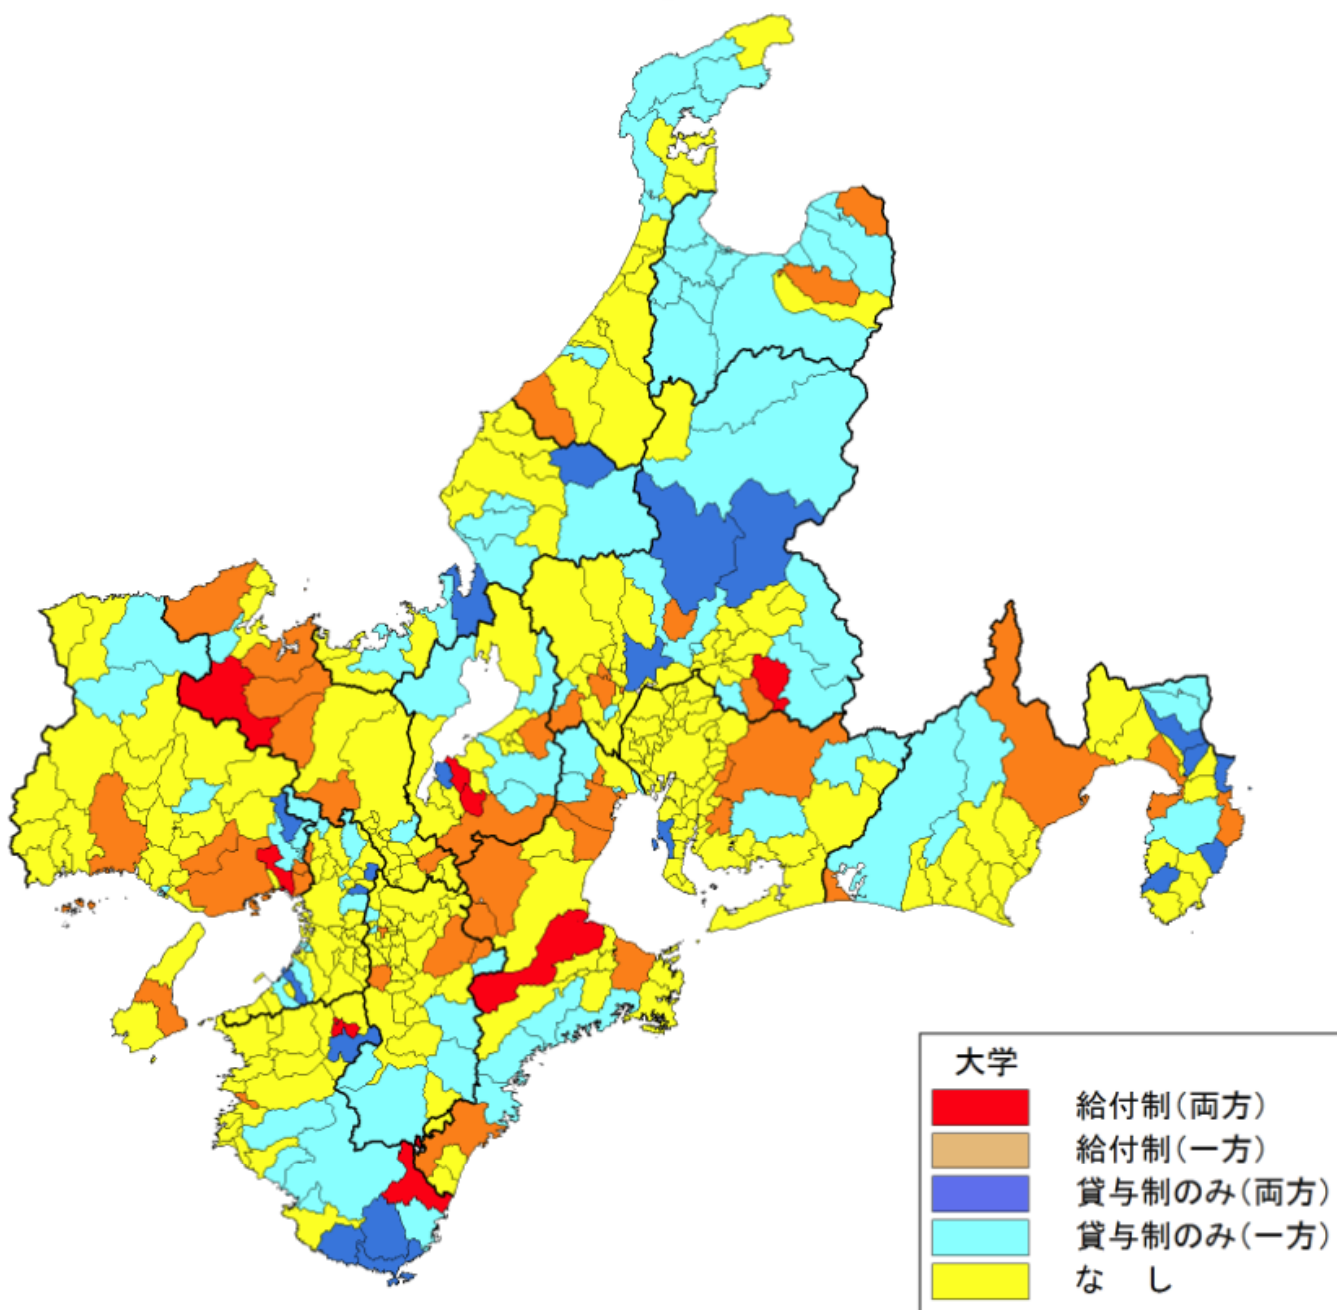 大学
給付制(両方)
給付制(一方)
貸与制のみ(両方)
貸与制のみ(一方)
な し